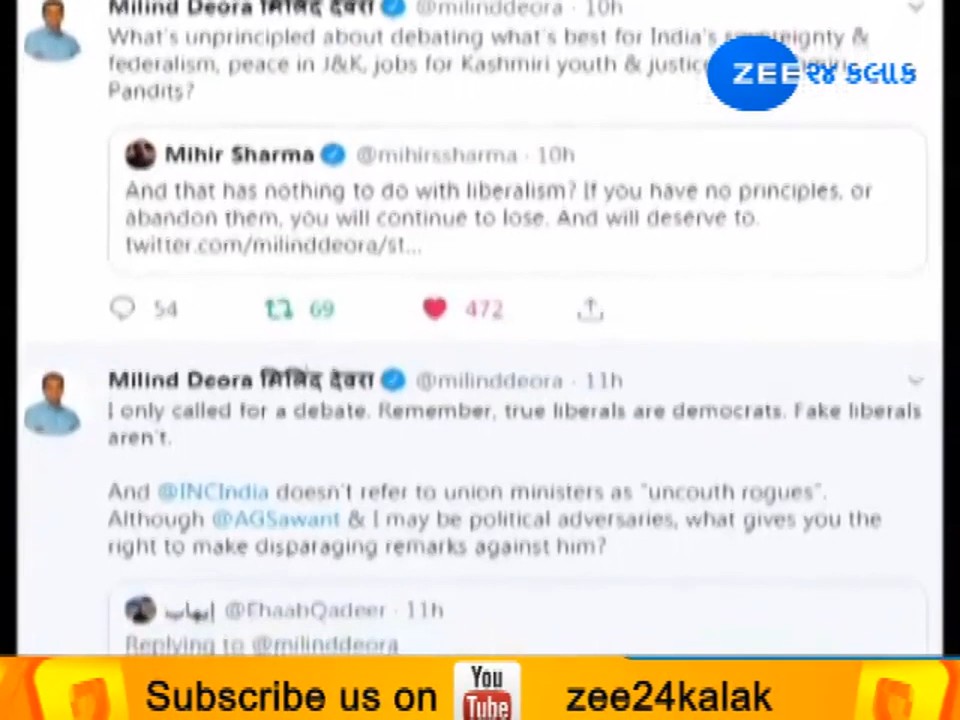 Milind Deora मिलिंद देवरा @milinddeora · 10h
What's unprincipled about debating what's best for India's sovereignty &
federalism, peace in J&K, jobs for Kashmiri youth & justice
Pandits?
ZEE ૨૪ કલાક
Mihir Sharma @mihirssharma · 10h
And that has nothing to do with liberalism? If you have no principles, or
abandon them, you will continue to lose. And will deserve to.
twitter.com/milinddeora/st...
54 69 472
Milind Deora मिलिंद देवरा @milinddeora · 11h
I only called for a debate. Remember, true liberals are democrats. Fake liberals
aren't.
And @INCIndia doesn't refer to union ministers as "uncouth rogues".
Although @AGSawant & I may be political adversaries, what gives you the
right to make disparaging remarks against him?
إيهاب @EhaabQadeer · 11h
Replying to @milinddeora
Subscribe us on You Tube zee24kalak